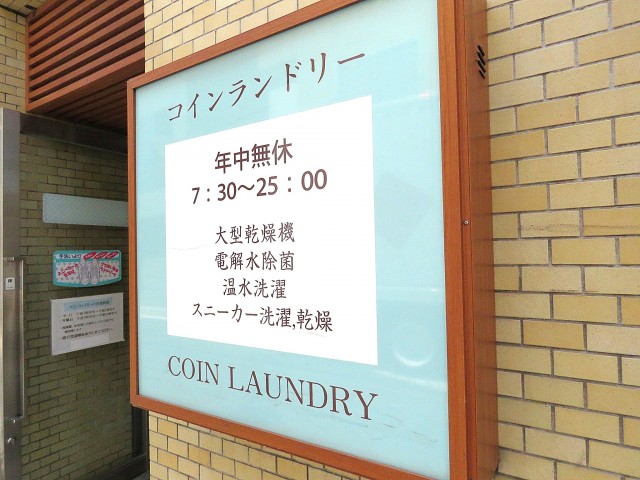 コインランドリー
年中無休
7：30～25：00
大型乾燥機
電解水除菌
温水洗濯
スニーカー洗濯,乾燥
COIN LAUNDRY